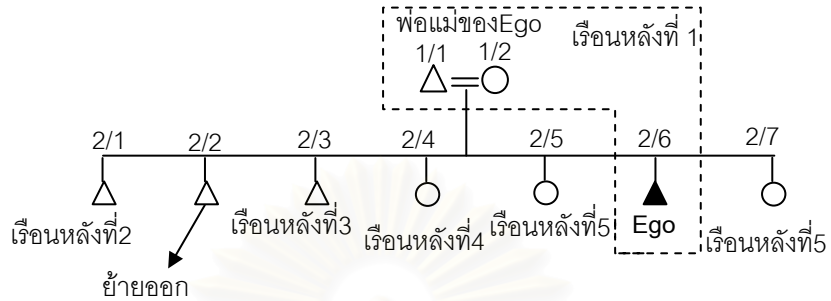 พ่อแม่ของEgo
เรือนหลังที่ 1
1/1 1/2
2/1 2/2 2/3 2/4 2/5 2/6 2/7
เรือนหลังที่2
เรือนหลังที่3
เรือนหลังที่4
เรือนหลังที่5
Ego
เรือนหลังที่5
ย้ายออก